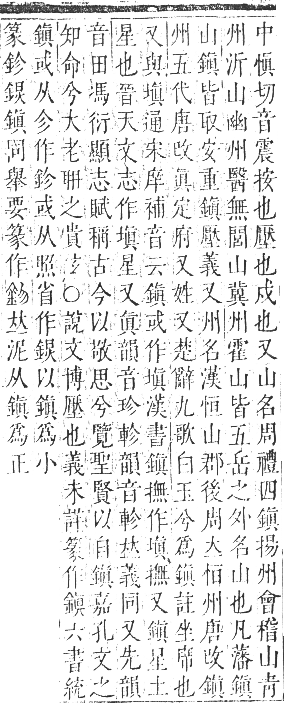 中愼切音震按也壓也戍也又山名周禮四鎭揚州會稽山靑
州沂山幽州醫無閭山冀州霍山皆五岳之外名山也凡藩鎭
山鎭皆取安重鎭壓義又州名漢恒山郡後周大栢州唐改鎭
州五代唐改眞定府又姓又楚辭九歌白玉兮爲鎭註坐席也
又與塡通宋庠補音云鎭或作塡漢書鎭撫作塡撫又鎭星土
星也晉天文志作塡星又眞韻音珍軫韻音軫𠀤義同又先韻
音田馮衍顯志賦稱古今以敬思兮覽聖賢以自鎭嘉孔文之
知命兮大老聃之貴㝎○說文博壓也義未詳篆作鎭六書統
鎭或从㐱作鉁或从照省作鋧以鎭爲小
篆鉁鋧鎭同舉要篆作𨥧𠀤泥从鎭爲正